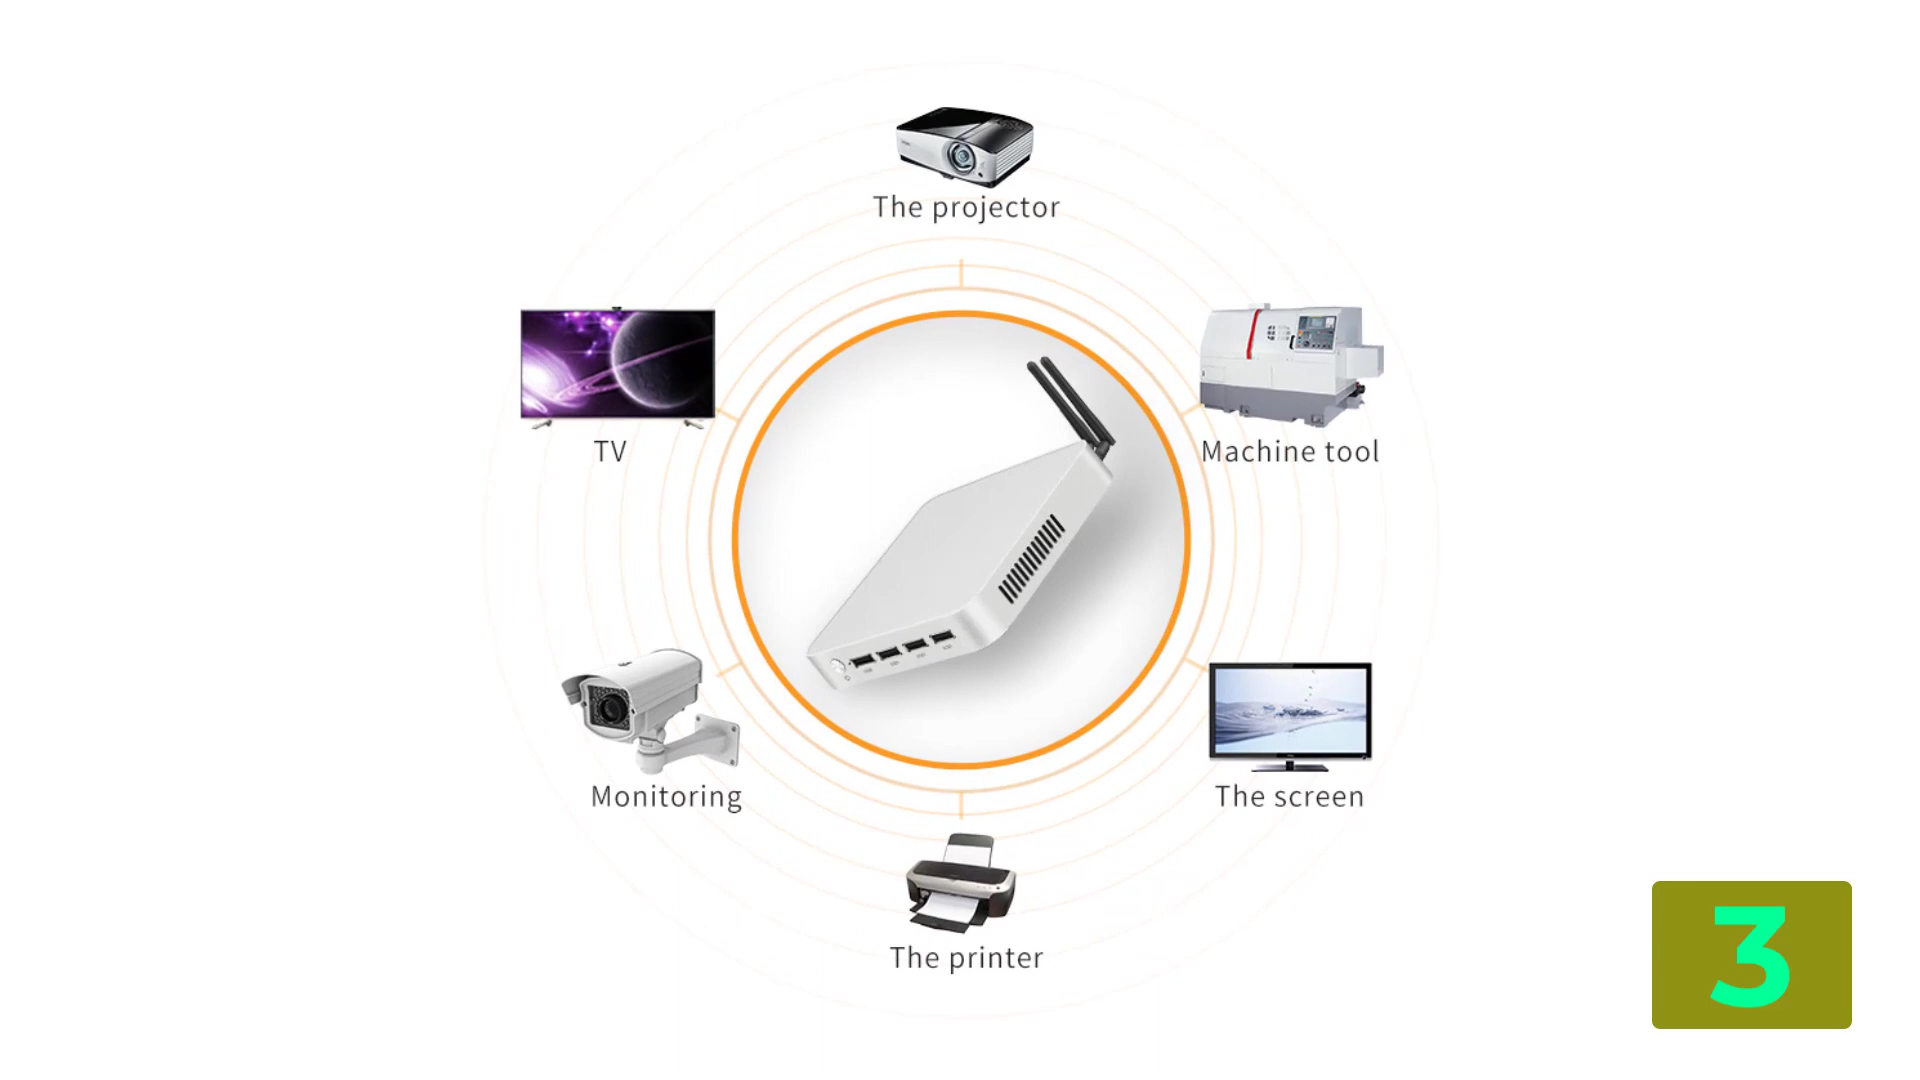 The projector
TV
Machine tool
Monitoring
The screen
The printer
3